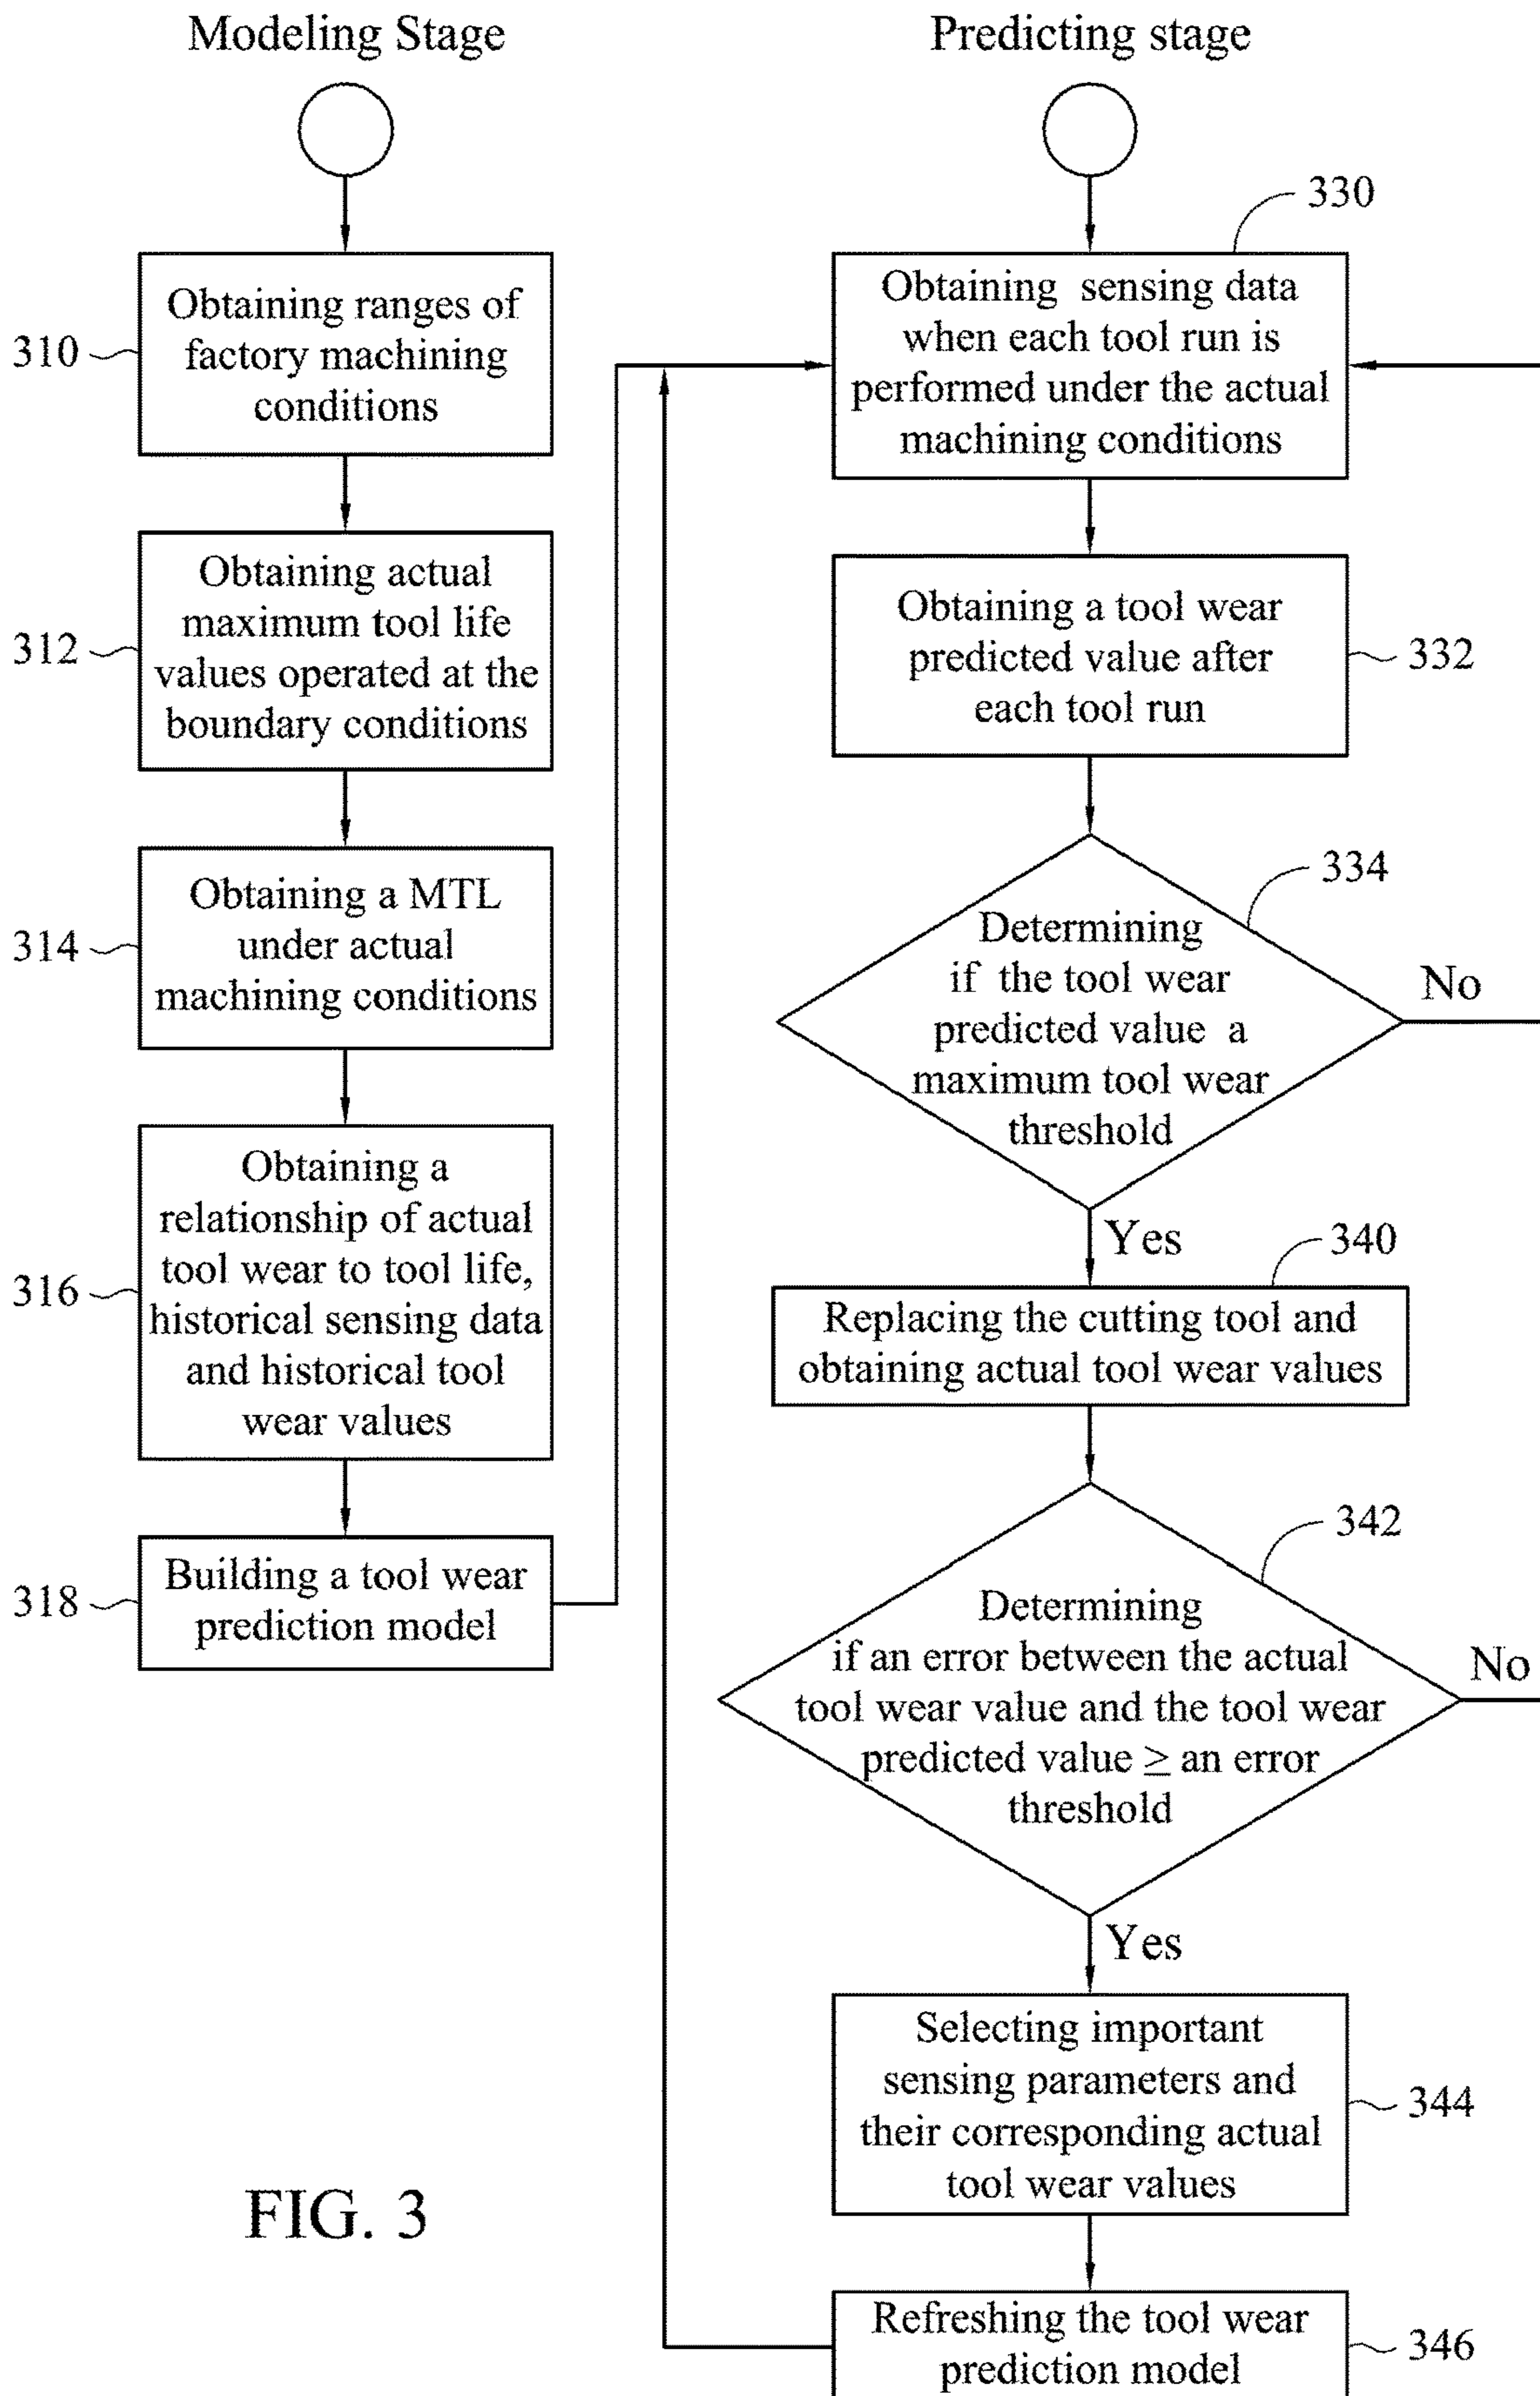 Modeling Stage
310
Obtaining ranges of
factory machining
conditions
312
Obtaining actual
maximum tool life
values operated at the
boundary conditions
314
Obtaining a MTL
under actual
machining conditions
316
Obtaining a
relationship of actual
tool wear to tool life,
historical sensing data
and historical tool
wear values
318
Building a tool wear
prediction model
Predicting stage
330
Obtaining sensing data
when each tool run is
performed under the actual
machining conditions
Obtaining a tool wear
predicted value after
each tool run
332
334
Determining
if the tool wear
predicted value a
maximum tool wear
threshold
No
Yes
340
Replacing the cutting tool and
obtaining actual tool wear values
342
Determining
if an error between the actual
tool wear value and the tool wear
predicted value ≥ an error
threshold
No
Yes
Selecting important
sensing parameters and
their corresponding actual
tool wear values
344
Refreshing the tool wear
prediction model
346
FIG. 3